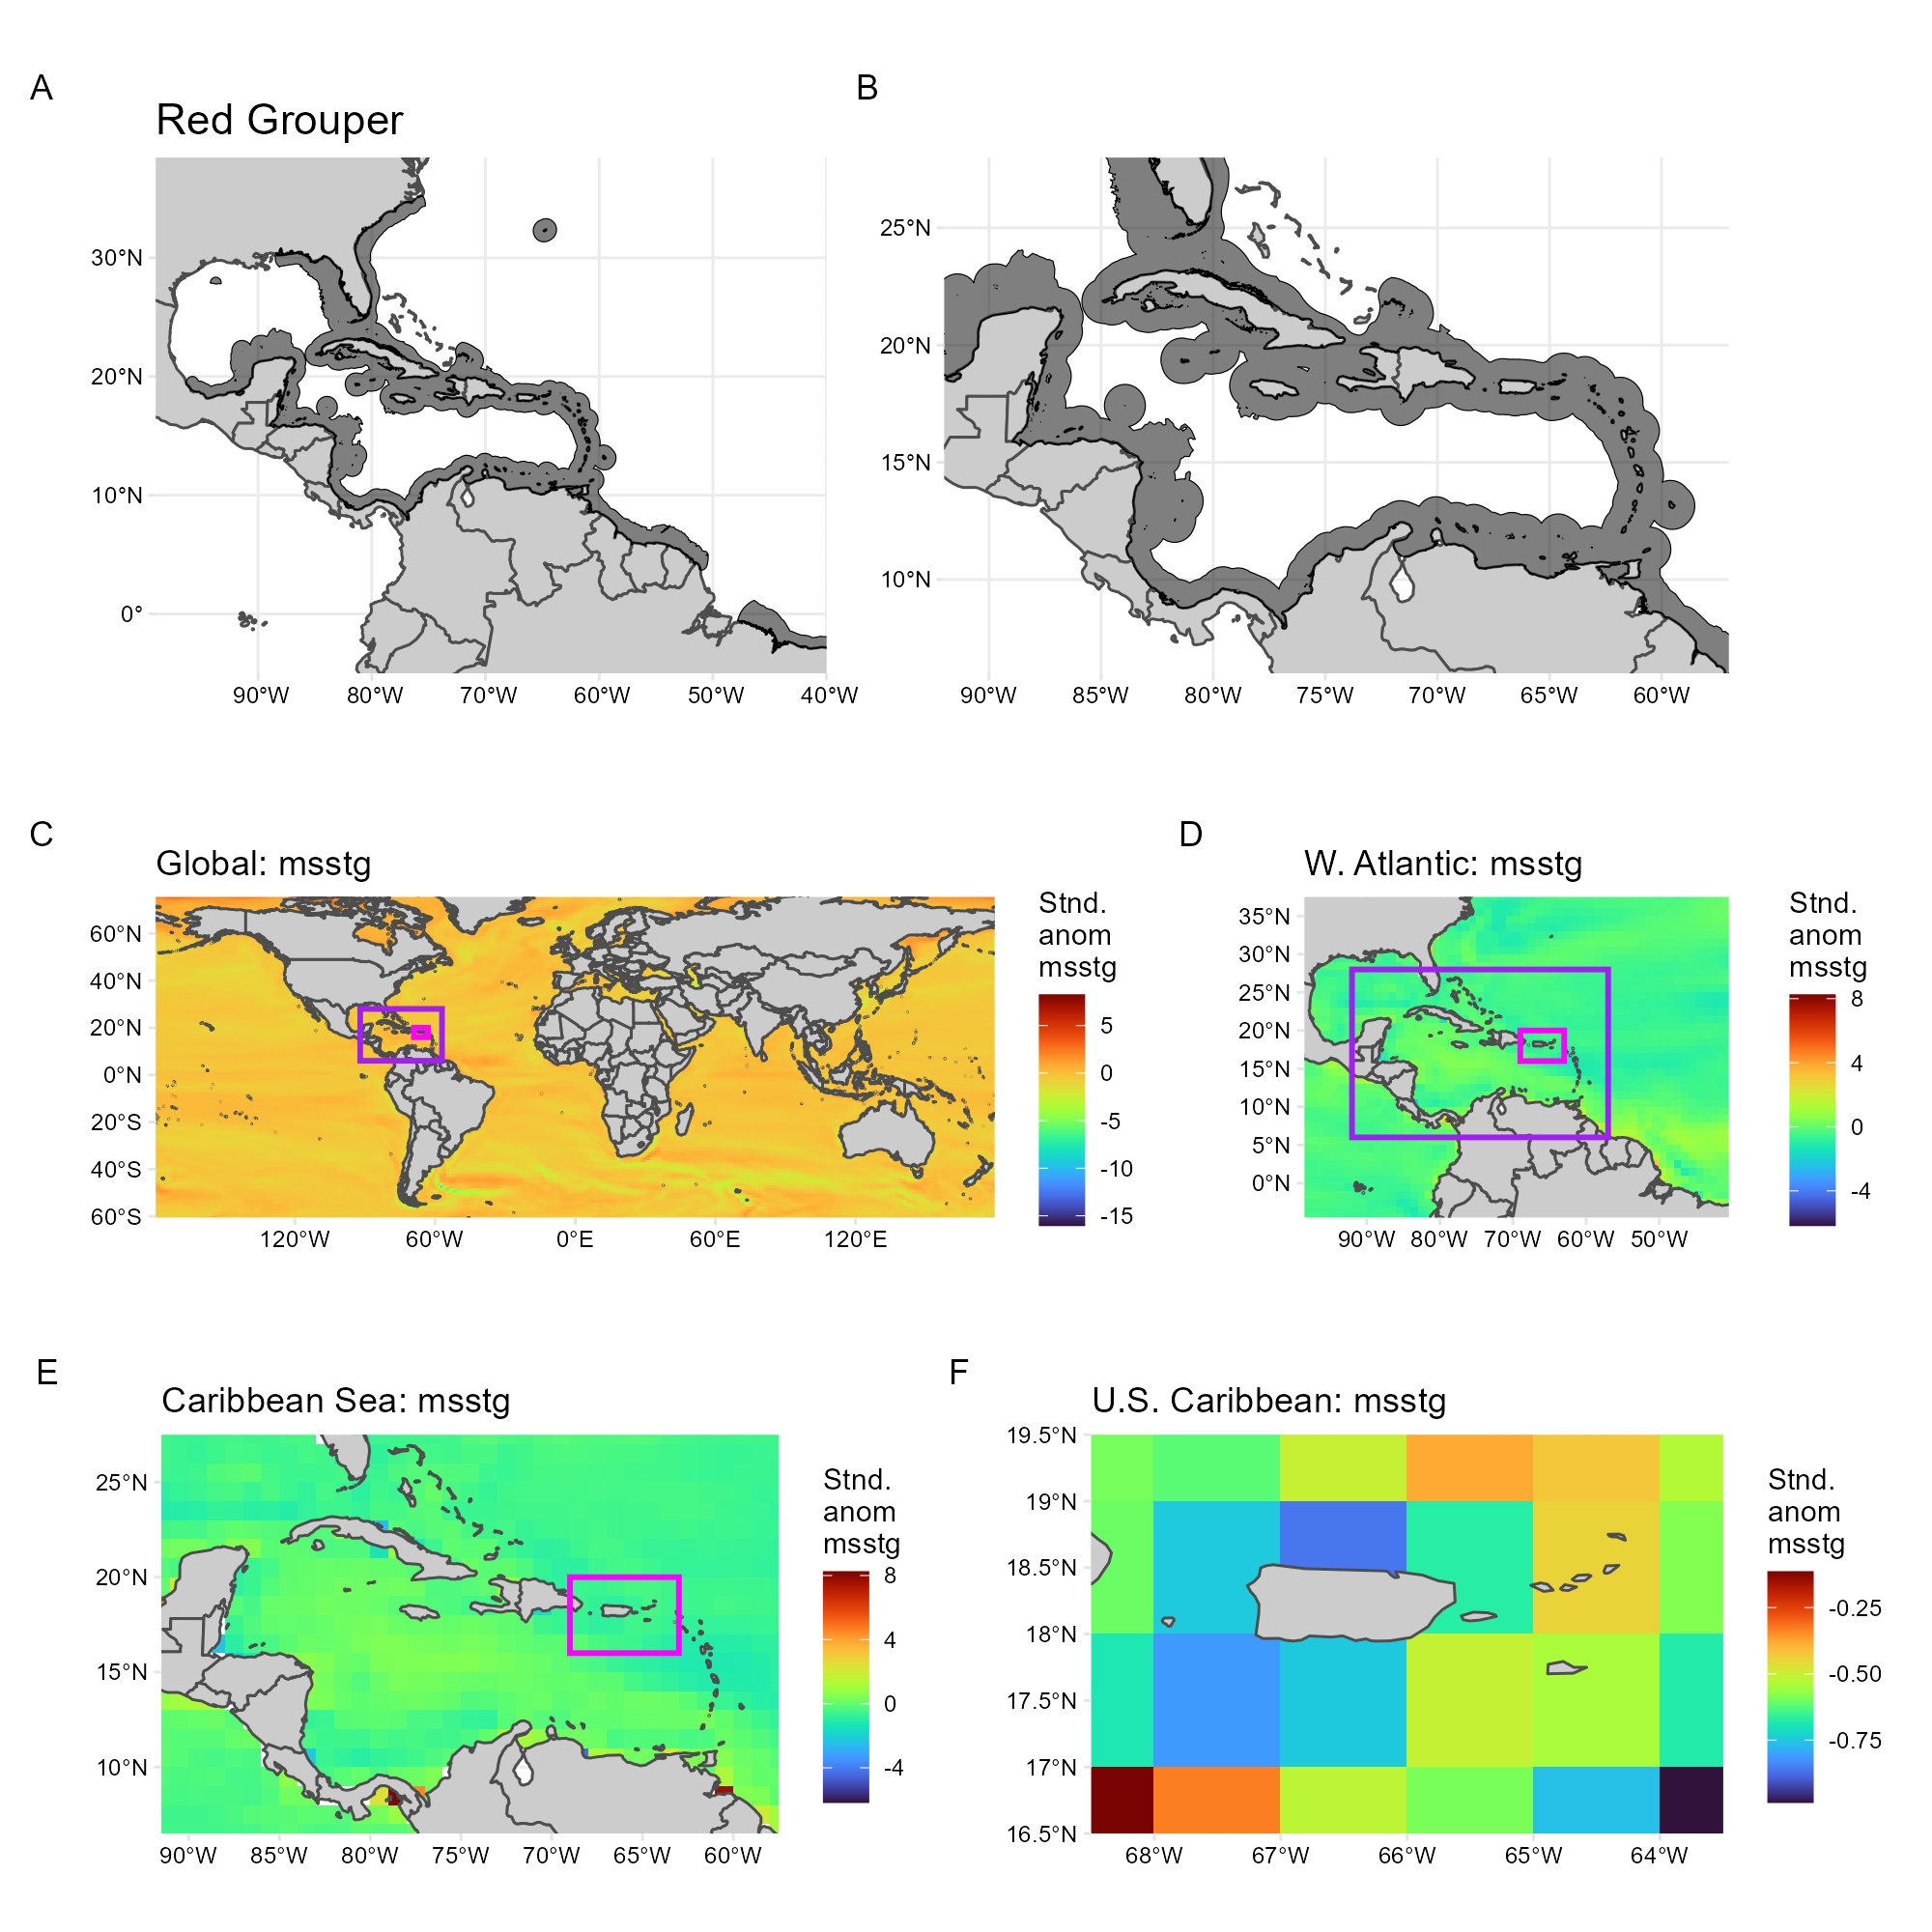 A
B
Red Grouper
30°N
20°N
10°N
0°
90°W 80°W 70°W 60°W 50°W 40°W
25°N
20°N
15°N
10°N
90°W 85°W 80°W 75°W 70°W 65°W 60°W
C
Global: msstg
60°N
40°N
20°N
0°N
20°S
40°S
60°S
120°W 60°W 0°E 60°E 120°E
Stnd.
anom
msstg
5
0
-5
-10
-15
D
W. Atlantic: msstg
35°N
30°N
25°N
20°N
15°N
10°N
5°N
0°N
90°W 80°W 70°W 60°W 50°W
Stnd.
anom
msstg
8
4
0
-4
E
Caribbean Sea: msstg
25°N
20°N
15°N
10°N
90°W 85°W 80°W 75°W 70°W 65°W 60°W
Stnd.
anom
msstg
8
4
0
-4
F
U.S. Caribbean: msstg
19.5°N
19°N
18.5°N
18°N
17.5°N
17°N
16.5°N
68°W 67°W 66°W 65°W 64°W
Stnd.
anom
msstg
-0.25
-0.50
-0.75